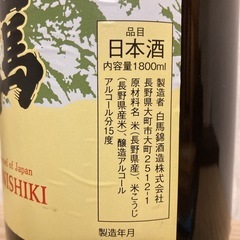 品目
日本酒
内容量1800ml
製造者 白馬錦酒造株式会社
長野県大町市大町2512-1
原材料名 米(長野県産)、米こうじ
(長野県産米)、醸造アルコール
アルコール分15度
製造年月
馬
of Japan
NISHIKI